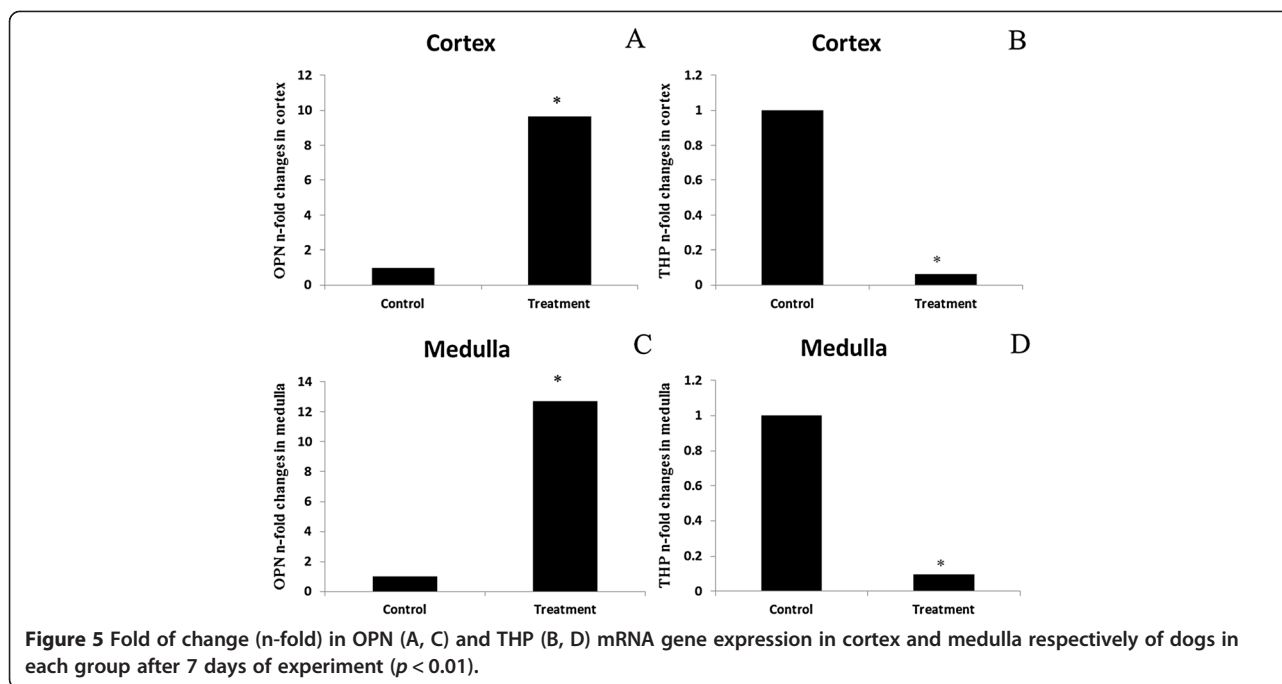 Cortex
A
OPN n-fold changes in cortex
12
10
8
6
4
2
0
*
Control
Treatment
Cortex
B
THP n-fold changes in cortex
1.2
1
0.8
0.6
0.4
0.2
0
*
Control
Treatment
Medulla
C
OPN n-fold changes in medulla
14
12
10
8
6
4
2
0
*
Control
Treatment
Medulla
D
THP n-fold changes in medulla
1.2
1
0.8
0.6
0.4
0.2
0
*
Control
Treatment
Figure 5 Fold of change (n-fold) in OPN (A, C) and THP (B, D) mRNA gene expression in cortex and medulla respectively of dogs in
each group after 7 days of experiment (p < 0.01).